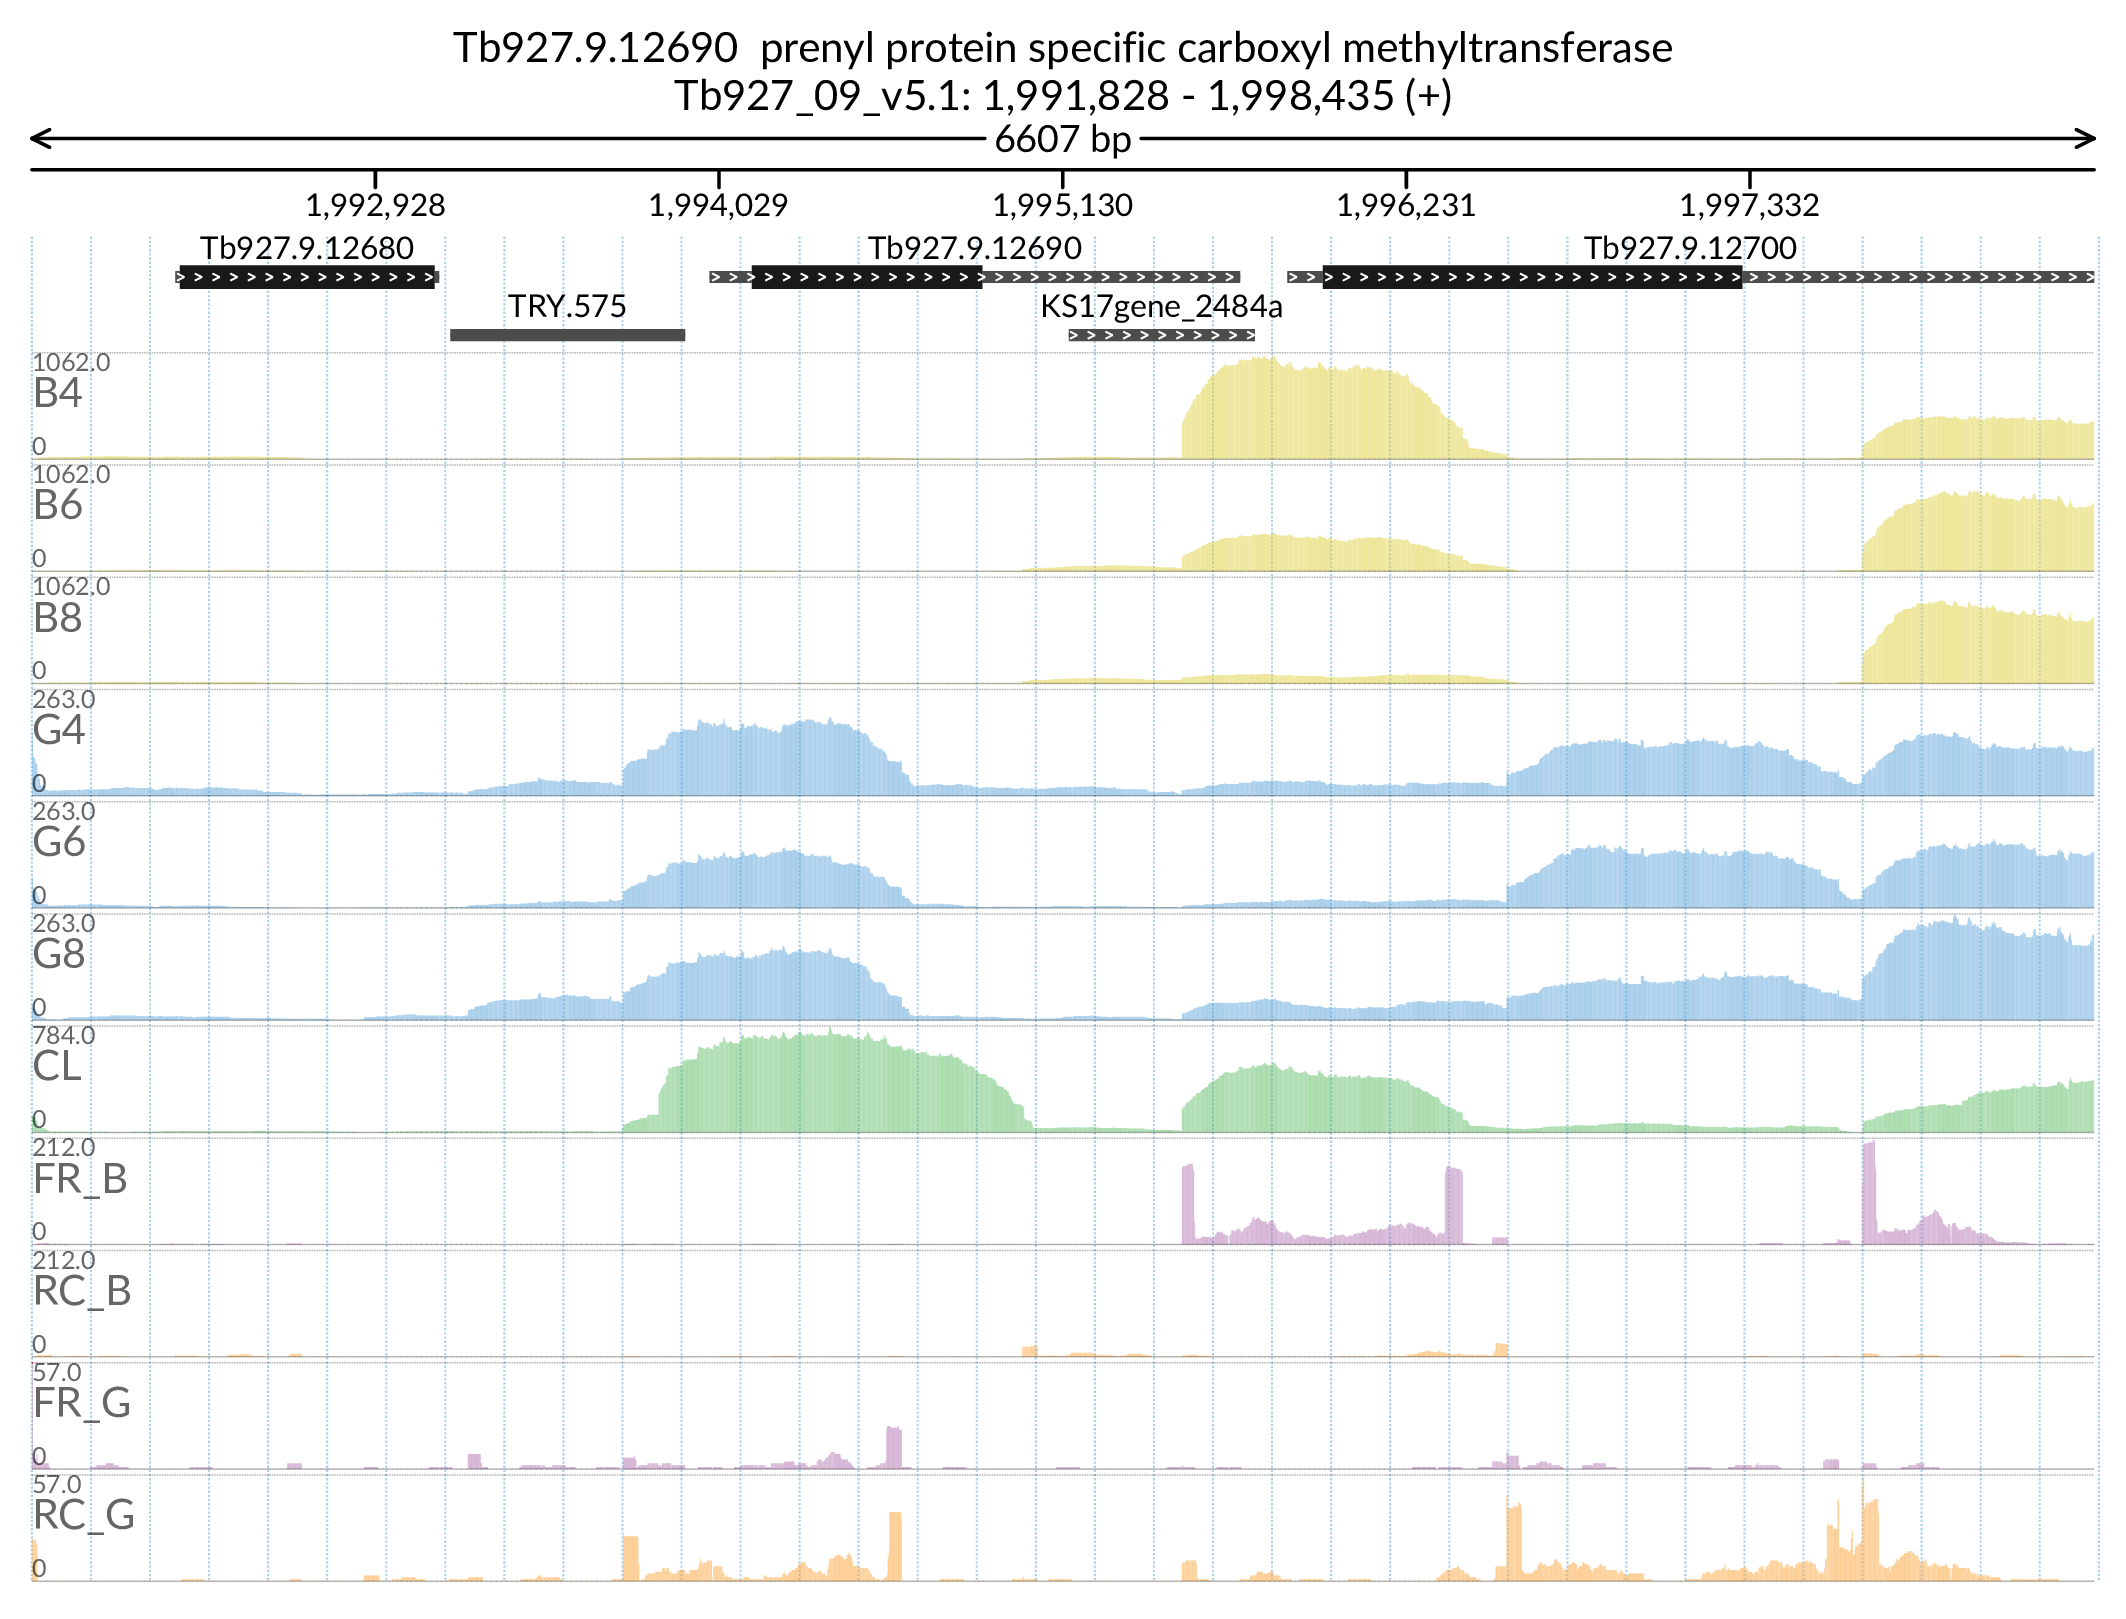 Tb927.9.12690 prenyl protein specific carboxyl methyltransferase
Tb927_09_v5.1: 1,991,828 - 1,998,435 (+)
6607 bp
1,992,928 1,994,029 1,995,130 1,996,231 1,997,332
Tb927.9.12680 Tb927.9.12690 Tb927.9.12700
TRY.575 KS17gene_2484a
1062.0
B4
0
1062.0
B6
0
1062.0
B8
0
263.0
G4
0
263.0
G6
0
263.0
G8
0
784.0
CL
0
212.0
FR_B
0
212.0
RC_B
0
57.0
FR_G
0
57.0
RC_G
0